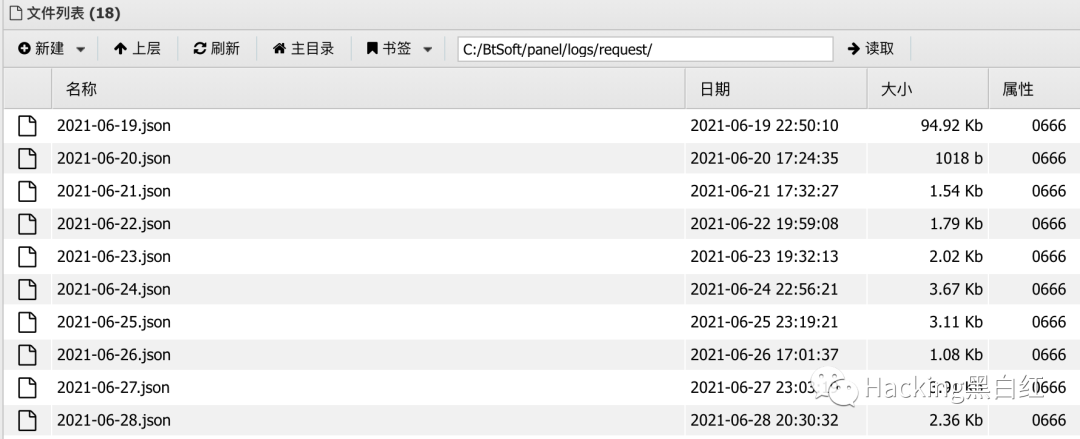 文件列表 (18)
新建 上层 刷新 主目录 书签 C:/BtSoft/panel/logs/request/ 读取
名称 日期 大小 属性
2021-06-19.json 2021-06-19 22:50:10 94.92 Kb 0666
2021-06-20.json 2021-06-20 17:24:35 1018 b 0666
2021-06-21.json 2021-06-21 17:32:27 1.54 Kb 0666
2021-06-22.json 2021-06-22 19:59:08 1.79 Kb 0666
2021-06-23.json 2021-06-23 19:32:13 2.02 Kb 0666
2021-06-24.json 2021-06-24 22:56:21 3.67 Kb 0666
2021-06-25.json 2021-06-25 23:19:21 3.11 Kb 0666
2021-06-26.json 2021-06-26 17:01:37 1.08 Kb 0666
2021-06-27.json 2021-06-27 0666
Hacking黑白红
2021-06-28.json 2021-06-28 20:30:32 2.36 Kb 0666